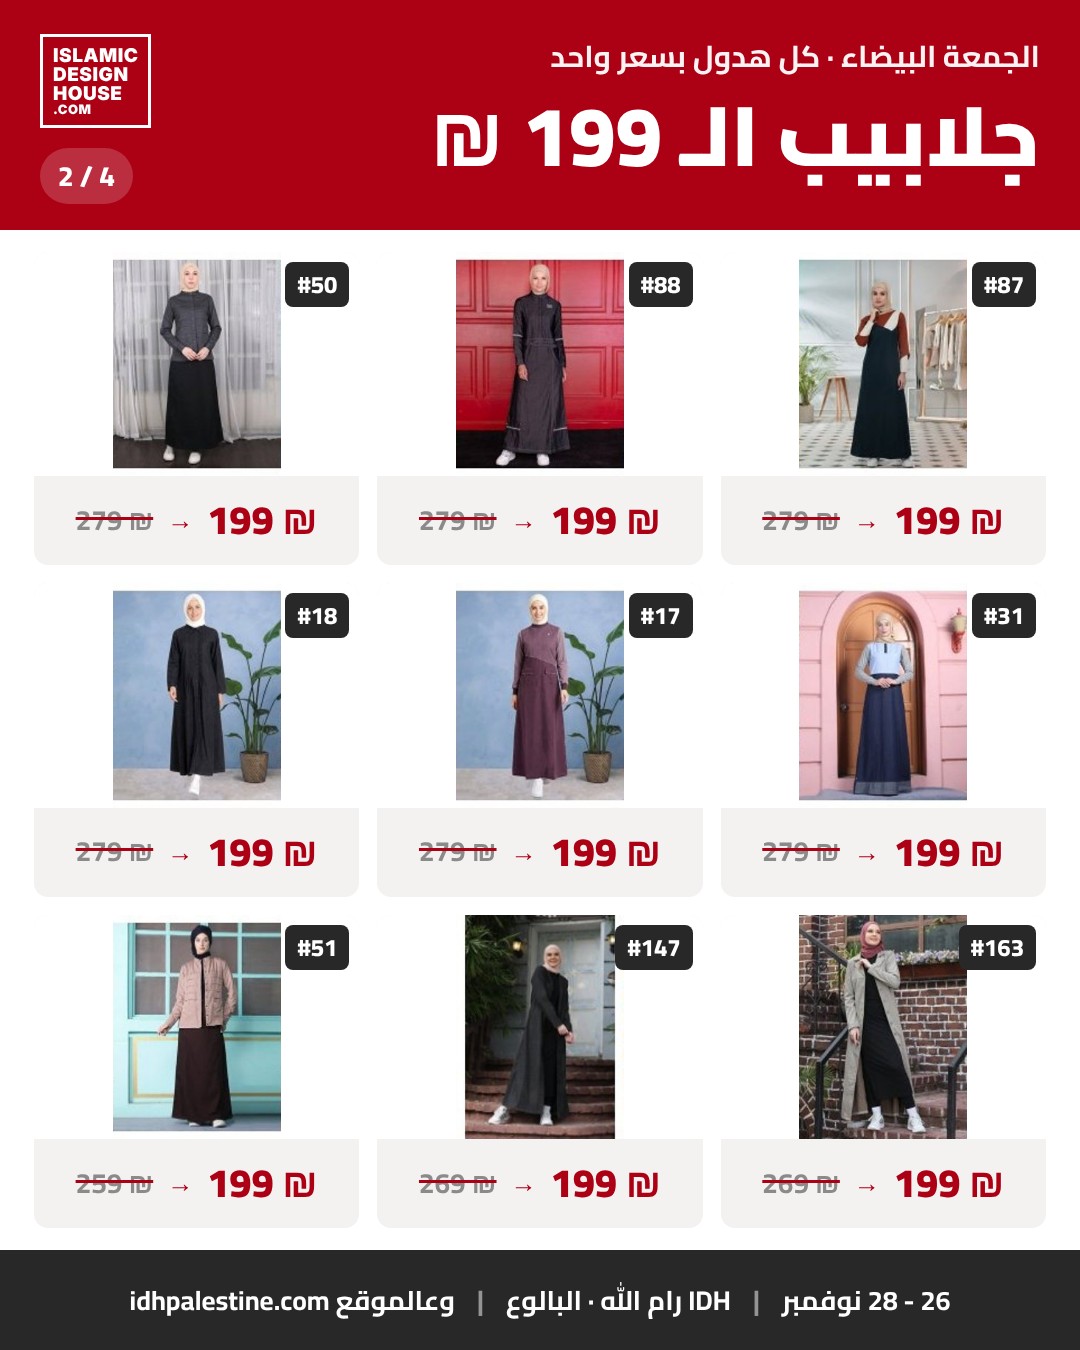 ISLAMIC
DESIGN
HOUSE
.COM
الجمعة البيضاء · كل هدول بسعر واحد
جلابيب الـ 199 ₪
2 / 4
#87
#88
#50
279 ₪ → 199 ₪
279 ₪ → 199 ₪
279 ₪ → 199 ₪
#31
#17
#18
279 ₪ → 199 ₪
279 ₪ → 199 ₪
279 ₪ → 199 ₪
#163
#147
#51
269 ₪ → 199 ₪
269 ₪ → 199 ₪
259 ₪ → 199 ₪
26 - 28 نوفمبر | IDH رام الله · البالوع | وعالموقع idhpalestine.com